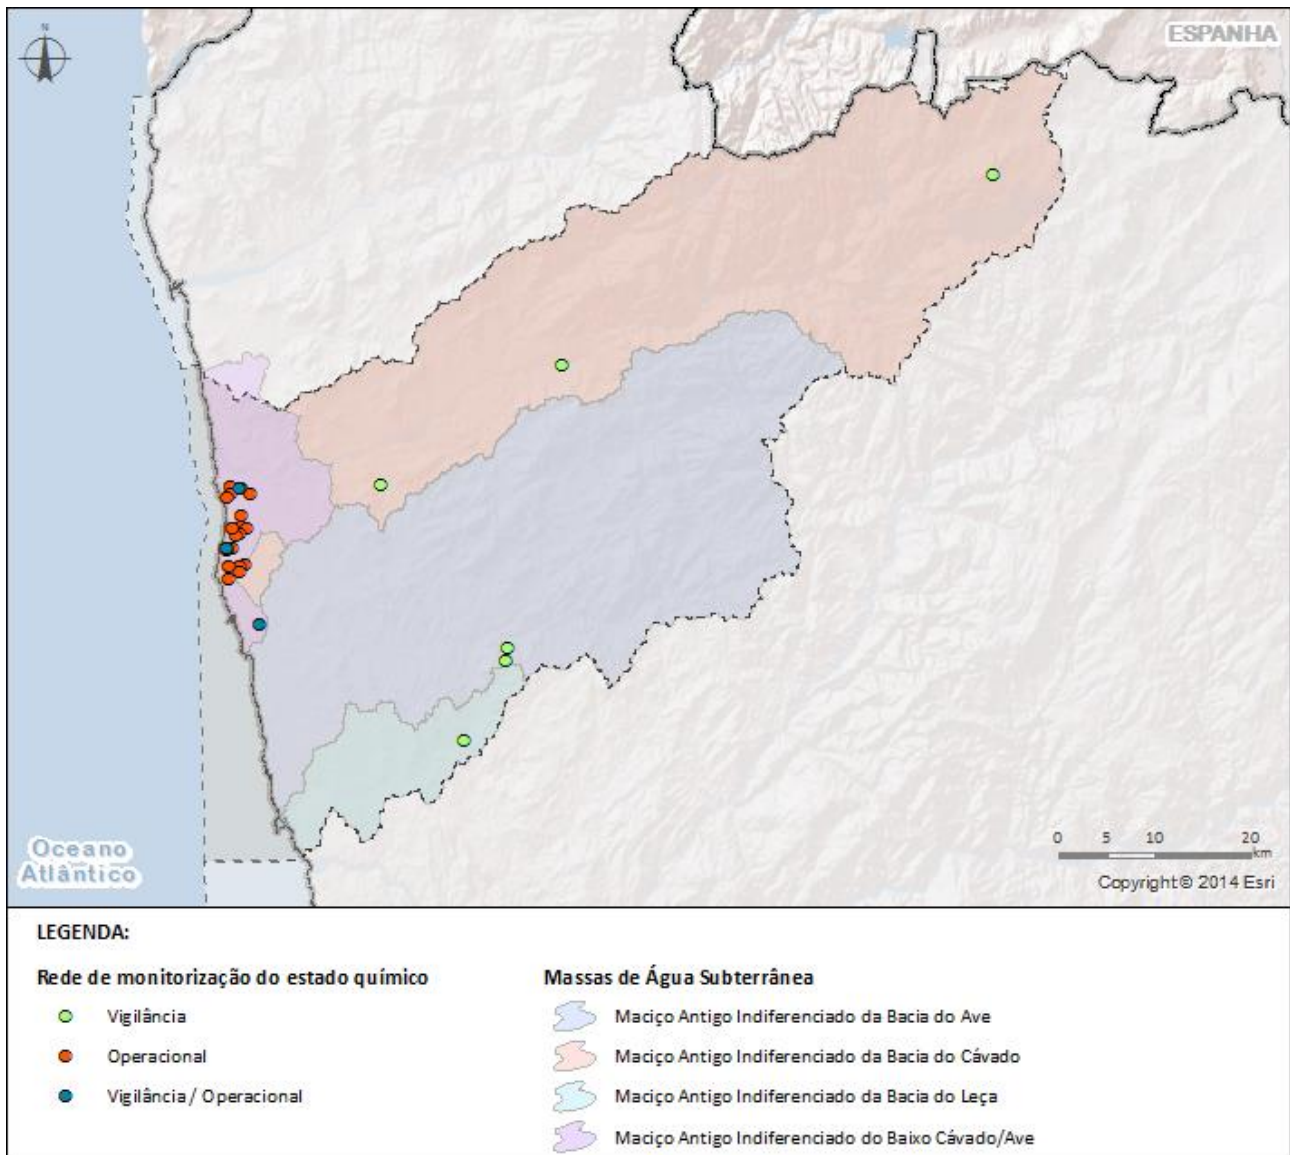 N
ESPANHA
Oceano
Atlântico
0 5 10 20
km
Copyright© 2014 Esri
LEGENDA:
Rede de monitorização do estado químico
Vigilância
Operacional
Vigilância / Operacional
Massas de Água Subterrânea
Maciço Antigo Indiferenciado da Bacia do Ave
Maciço Antigo Indiferenciado da Bacia do Cávado
Maciço Antigo Indiferenciado da Bacia do Leça
Maciço Antigo Indiferenciado do Baixo Cávado/Ave